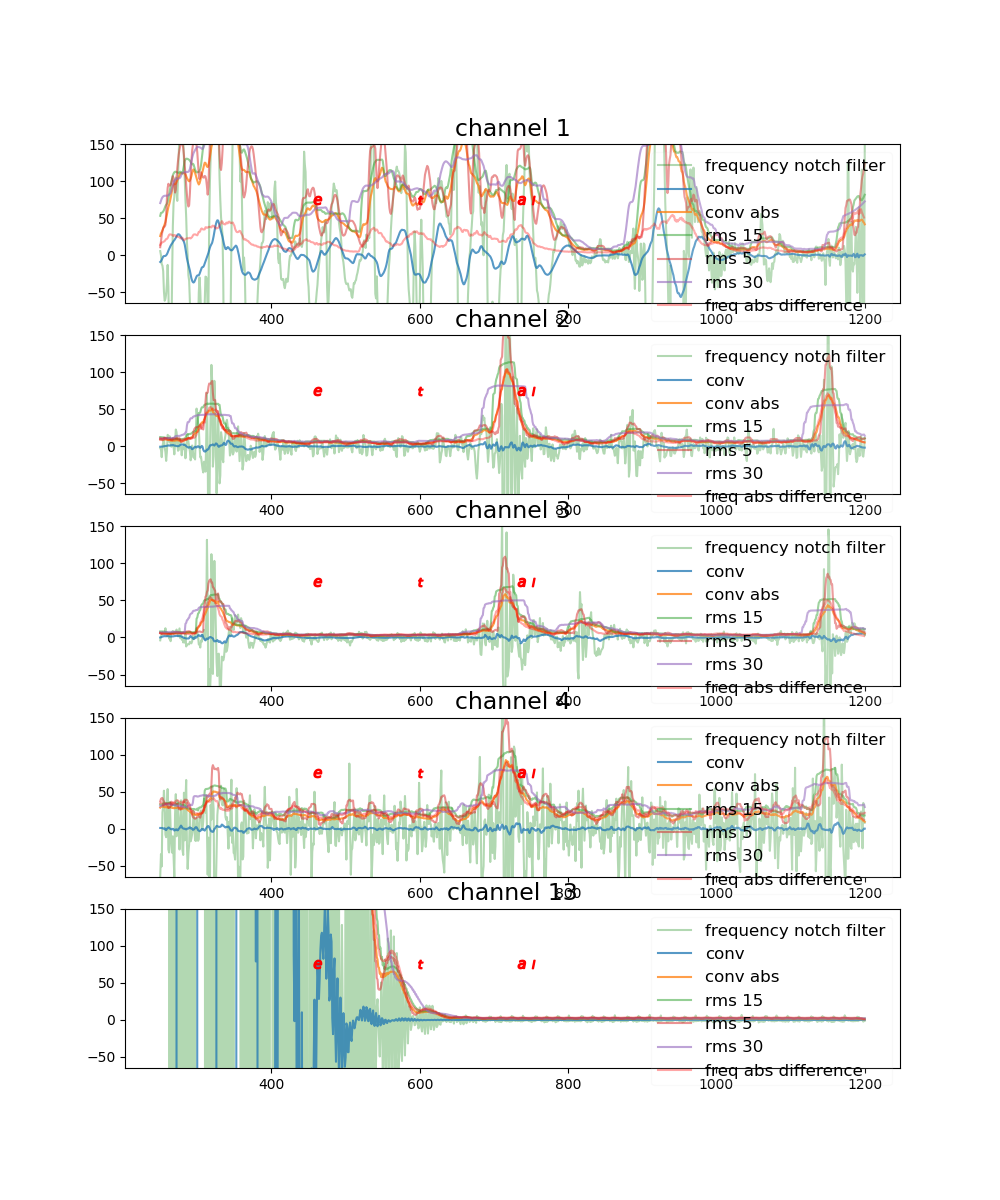 channel 1
150
100
50
0
−50
e
t
a
l
frequency notch filter
conv
conv abs
rms 15
rms 5
rms 30
freq abs difference
400
600
800
1000
1200
channel 2
150
100
50
0
−50
e
t
a
l
frequency notch filter
conv
conv abs
rms 15
rms 5
rms 30
freq abs difference
400
600
800
1000
1200
channel 3
150
100
50
0
−50
e
t
a
l
frequency notch filter
conv
conv abs
rms 15
rms 5
rms 30
freq abs difference
400
600
800
1000
1200
channel 4
150
100
50
0
−50
e
t
a
l
frequency notch filter
conv
conv abs
rms 15
rms 5
rms 30
freq abs difference
400
600
800
1000
1200
channel 13
150
100
50
0
−50
e
t
a
l
frequency notch filter
conv
conv abs
rms 15
rms 5
rms 30
freq abs difference
400
600
800
1000
1200